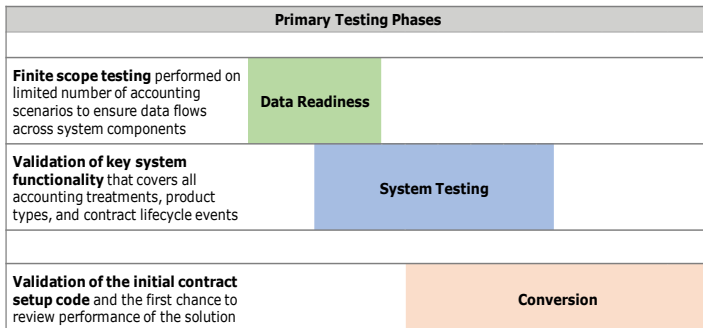 Primary Testing Phases
Finite scope testing performed on
limited number of accounting
scenarios to ensure data flows
across system components
Data Readiness
Validation of key system
functionality that covers all
accounting treatments, product
types, and contract lifecycle events
System Testing
Validation of the initial contract
setup code and the first chance to
review performance of the solution
Conversion